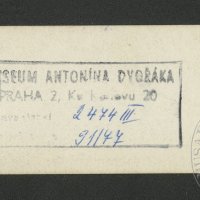 MUSEUM ANTONÍNA DVOŘÁKA
PRAHA 2, Ke Karlovu 20
2474 III
91/47